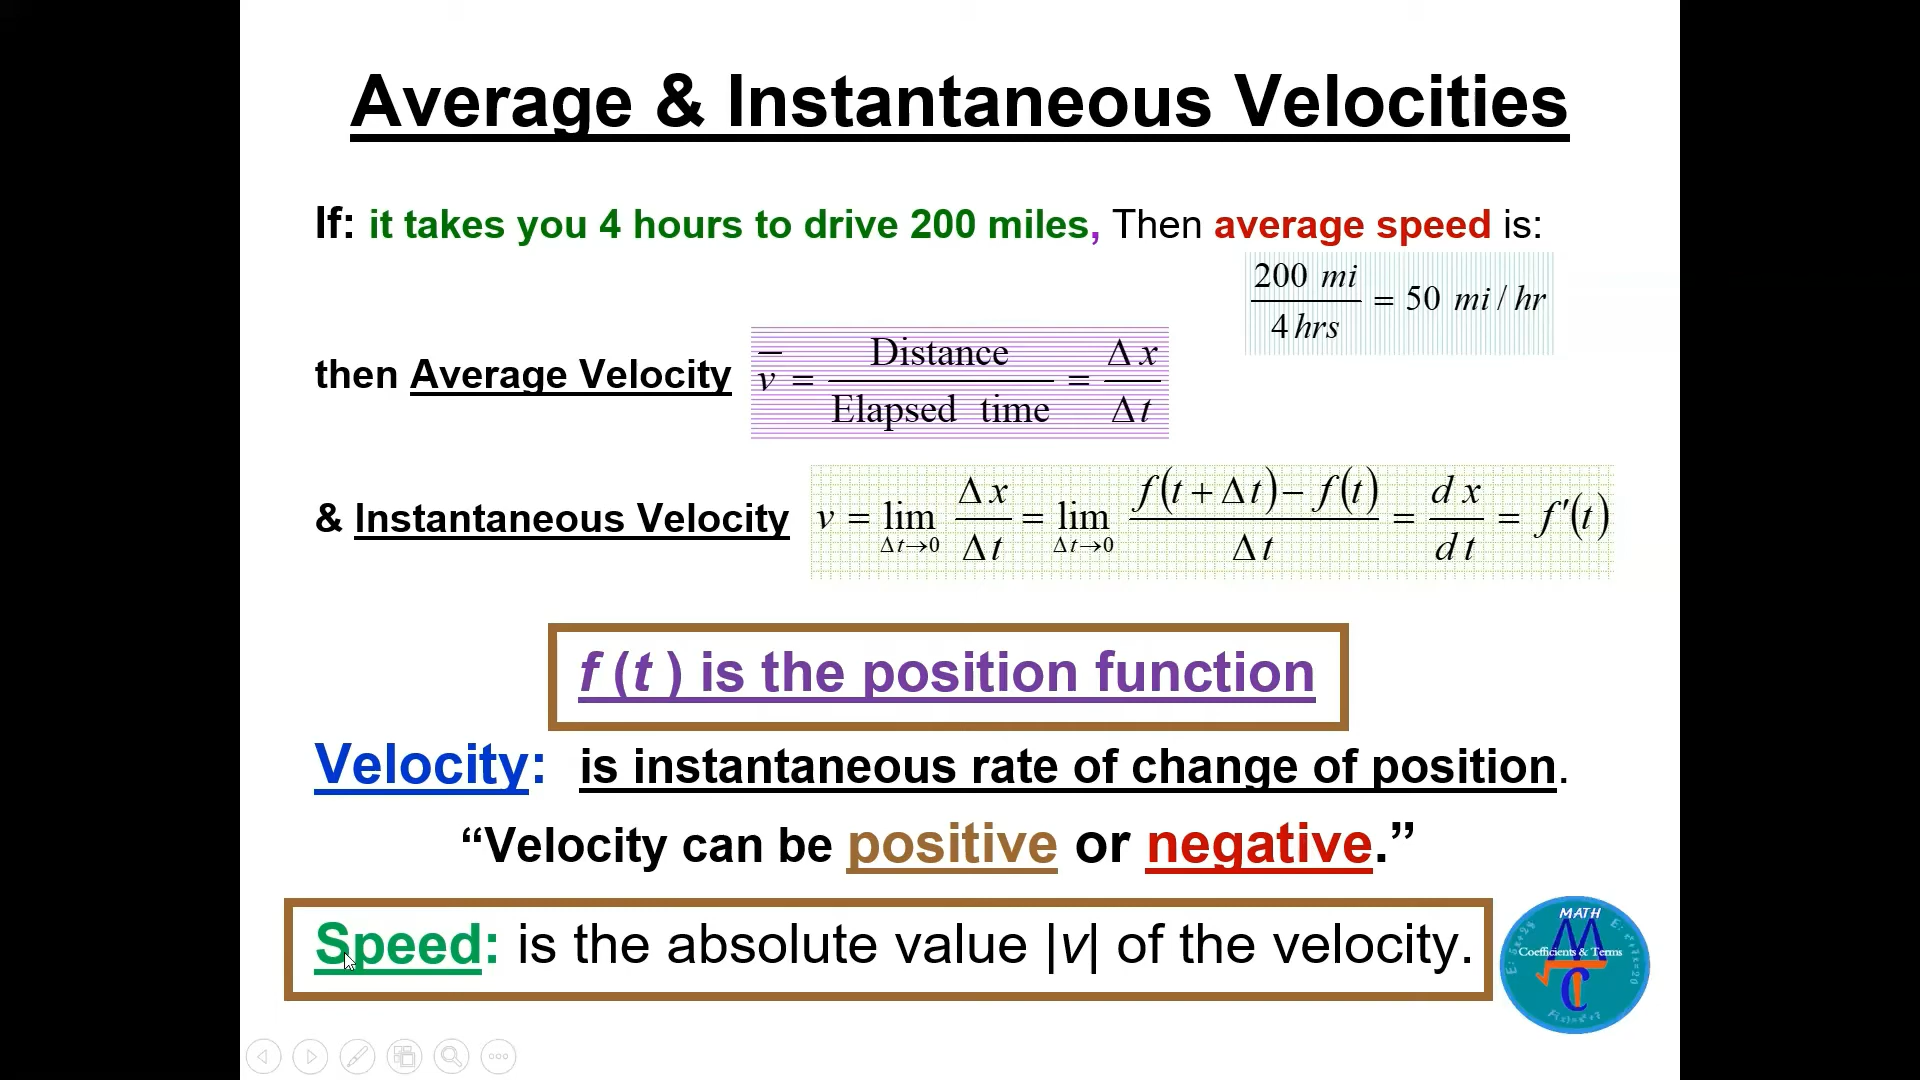 Average & Instantaneous Velocities
If: it takes you 4 hours to drive 200 miles, Then average speed is:
200 mi / 4 hrs = 50 mi / hr
then Average Velocity v̅ = Distance / Elapsed time = Δx / Δt
& Instantaneous Velocity v = lim Δt→0 Δx / Δt = lim Δt→0 f(t + Δt) − f(t) / Δt = dx / dt = f′(t)
f (t ) is the position function
Velocity: is instantaneous rate of change of position.
“Velocity can be positive or negative.”
Speed: is the absolute value |v| of the velocity.
MATH
Coefficients & Terms